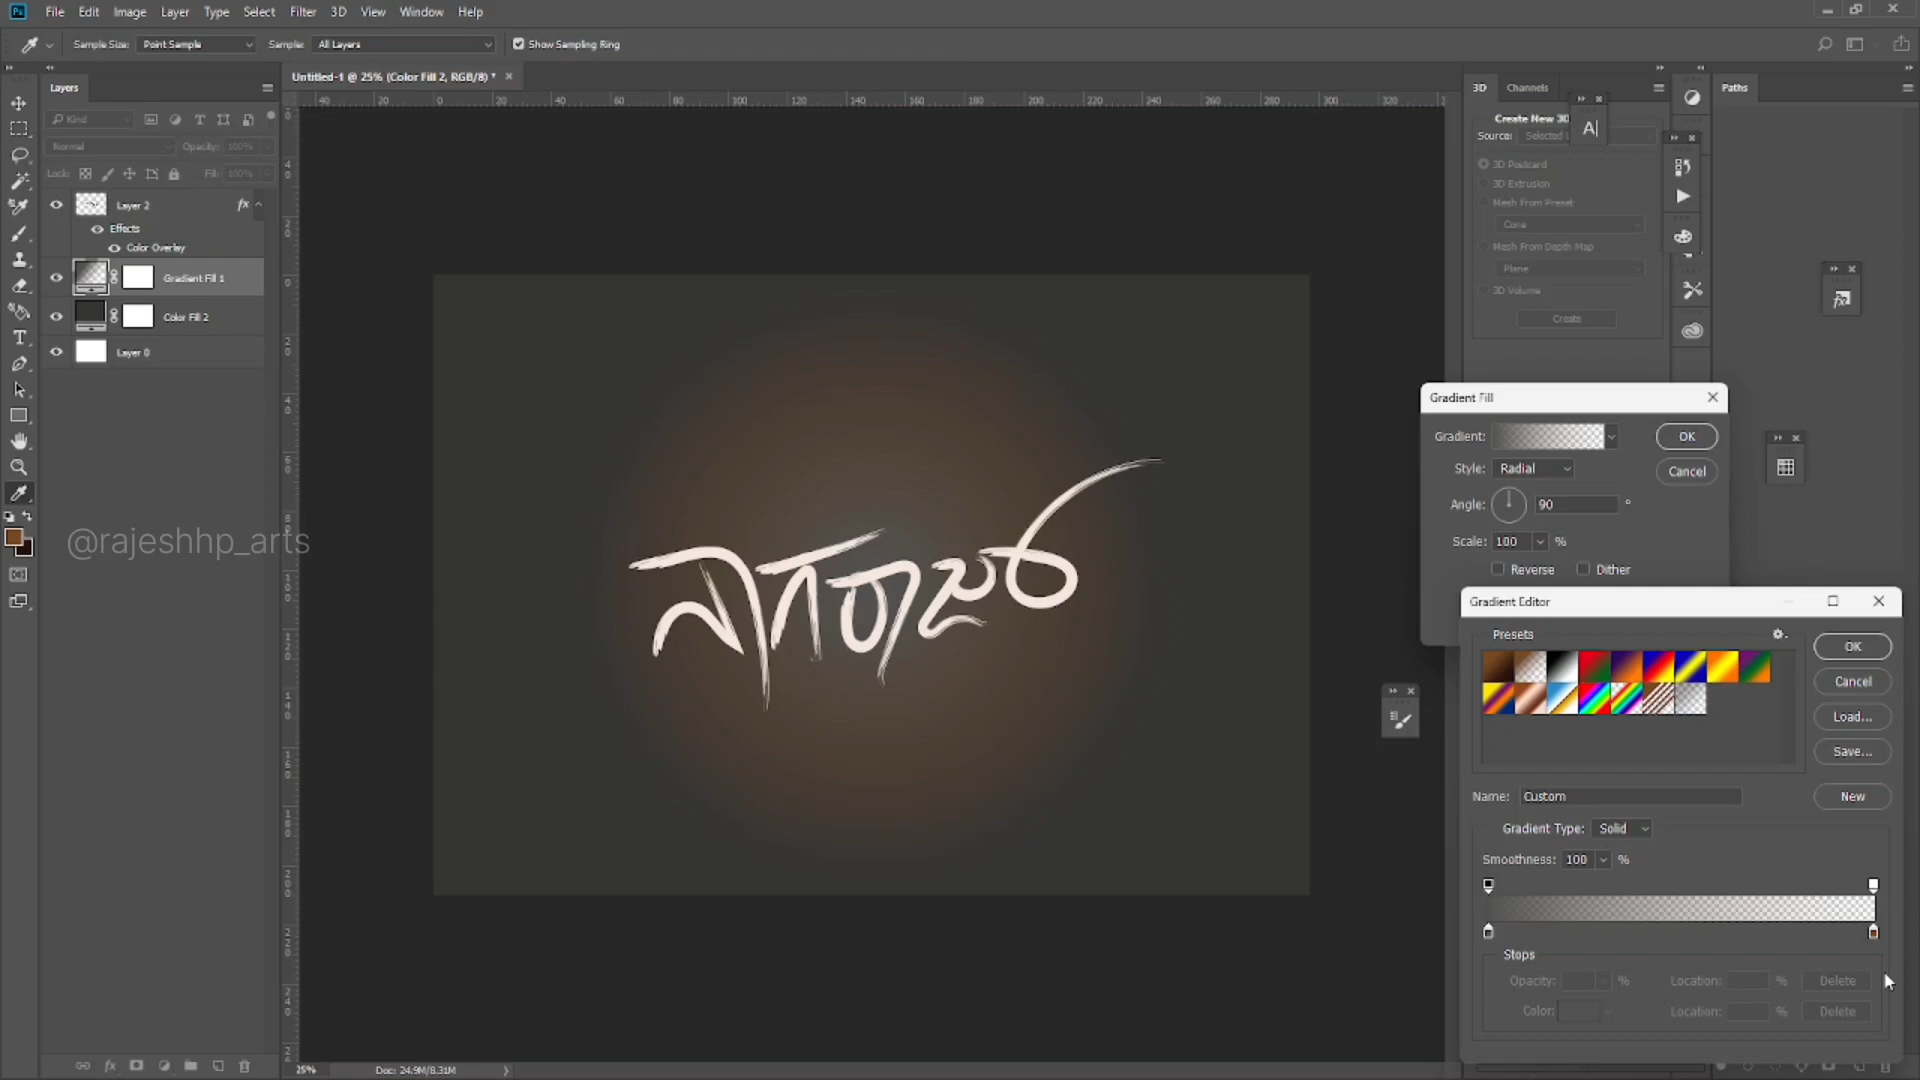 File Edit Image Layer Type Select Filter 3D View Window Help
Sample Size: Point Sample Sample: All Layers Show Sampling Ring
Layers
Untitled-1 @ 25% (Color Fill 2, RGB/8) *
3D Channels
Paths
Kind
Normal Opacity: 100%
Lock: Fill: 100%
Layer 2 fx
Effects
Color Overlay
Gradient Fill 1
Color Fill 2
Layer 0
Create New 3D
Source: Selected
3D Postcard
3D Extrusion
Mesh From Preset
Cone
Mesh From Depth Map
Plane
3D Volume
Create
@rajeshhp_arts
Gradient Fill
Gradient: OK
Style: Radial Cancel
Angle: 90 °
Scale: 100 %
Reverse Dither
Gradient Editor
Presets
OK
Cancel
Load...
Save...
Name: Custom New
Gradient Type: Solid
Smoothness: 100 %
Stops
Opacity: % Location: % Delete
Color: Location: % Delete
25% Doc: 24.9M/8.31M